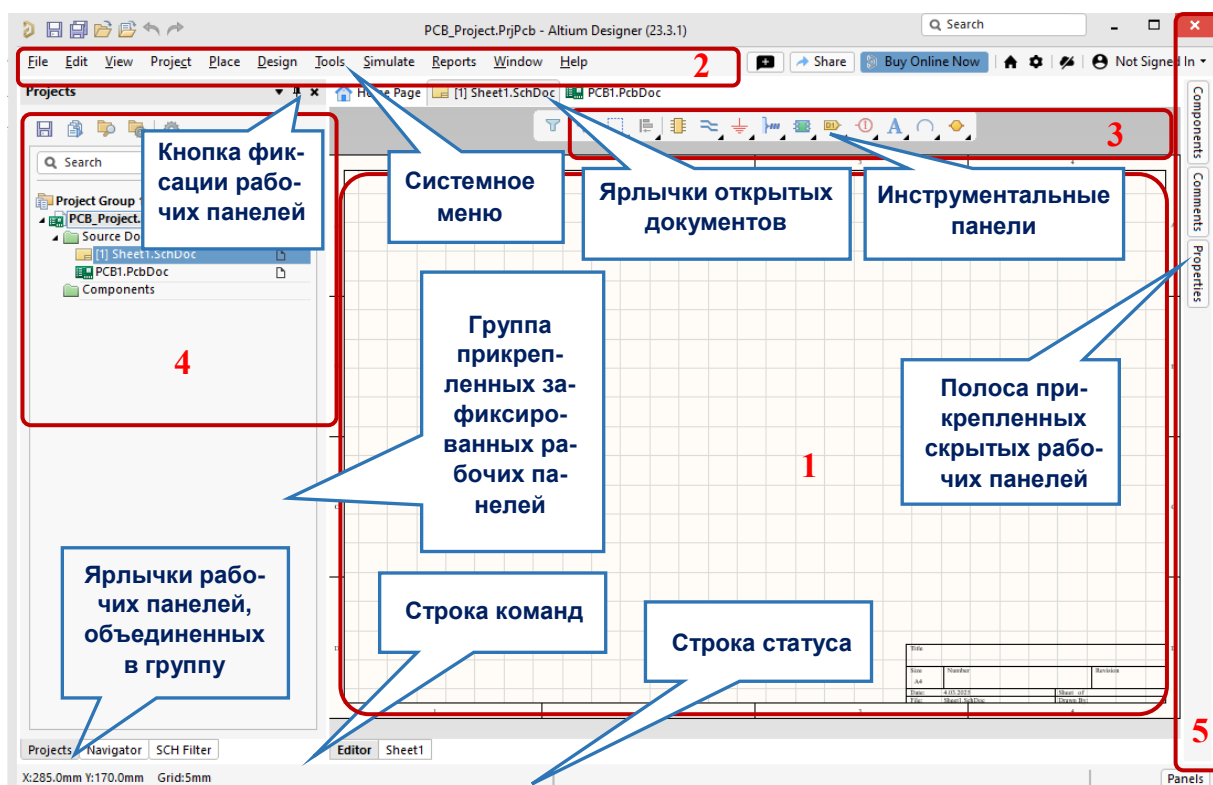 PCB_Project.PrjPcb - Altium Designer (23.3.1)
Search
File Edit View Project Place Design Tools Simulate Reports Window Help
2
Share
Buy Online Now
Not Signed In
Projects
Home Page
[1] Sheet1.SchDoc
PCB1.PcbDoc
3
Search
Кнопка фик-
сации рабо-
чих панелей
Системное
меню
Ярлычки открытых
документов
Инструментальные
панели
Components
Comments
Properties
Project Group 1
PCB_Project.
Source Do
[1] Sheet1.SchDoc
PCB1.PcbDoc
Components
4
Группа
прикреп-
ленных за-
фиксиро-
ванных ра-
бочих па-
нелей
1
Полоса при-
крепленных
скрытых рабо-
чих панелей
Ярлычки рабо-
чих панелей,
объединенных
в группу
Строка команд
Строка статуса
Title
Size Number Revision
A4
Date: 4.03.2023 Sheet of
File: Sheet1.SchDoc Drawn By:
5
Projects Navigator SCH Filter
Editor Sheet1
X:285.0mm Y:170.0mm Grid:5mm
Panels